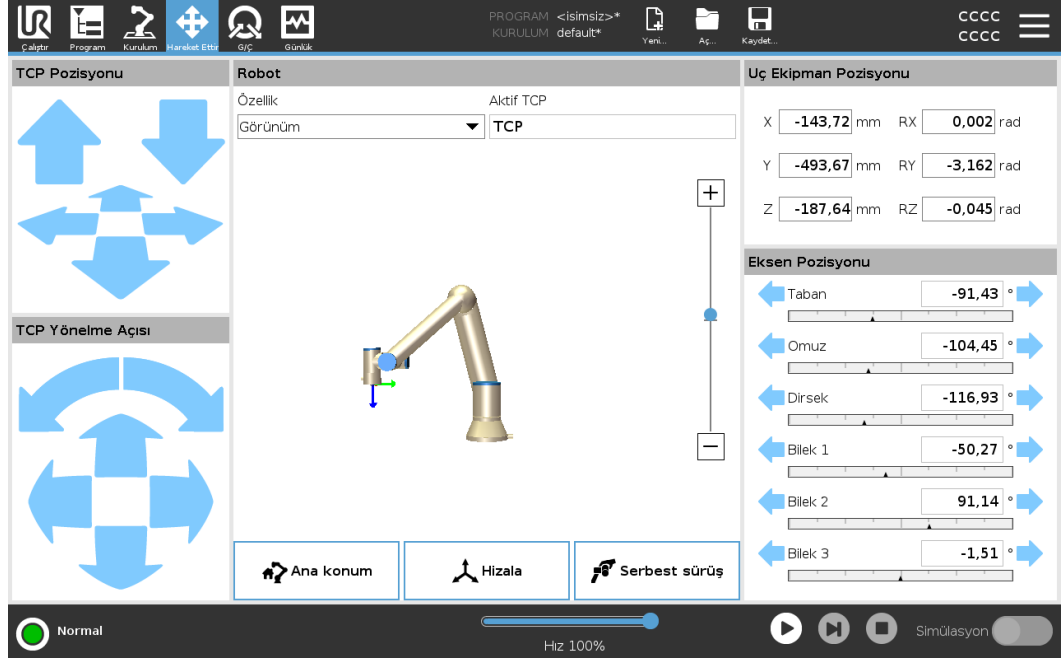 PROGRAM <isimsiz>*
KURULUM default*
cccc
cccc
Çalıştır Program Kurulum Hareket Ettir G/Ç Günlük Yeni... Aç... Kaydet...
TCP Pozisyonu
Robot
Uç Ekipman Pozisyonu
Özellik Aktif TCP
Görünüm TCP
X -143,72 mm RX 0,002 rad
Y -493,67 mm RY -3,162 rad
Z -187,64 mm RZ -0,045 rad
Eksen Pozisyonu
Taban -91,43 °
TCP Yönelme Açısı
Omuz -104,45 °
Dirsek -116,93 °
Bilek 1 -50,27 °
Bilek 2 91,14 °
Bilek 3 -1,51 °
Ana konum Hizala Serbest sürüş
Normal
Hız 100%
Simülasyon